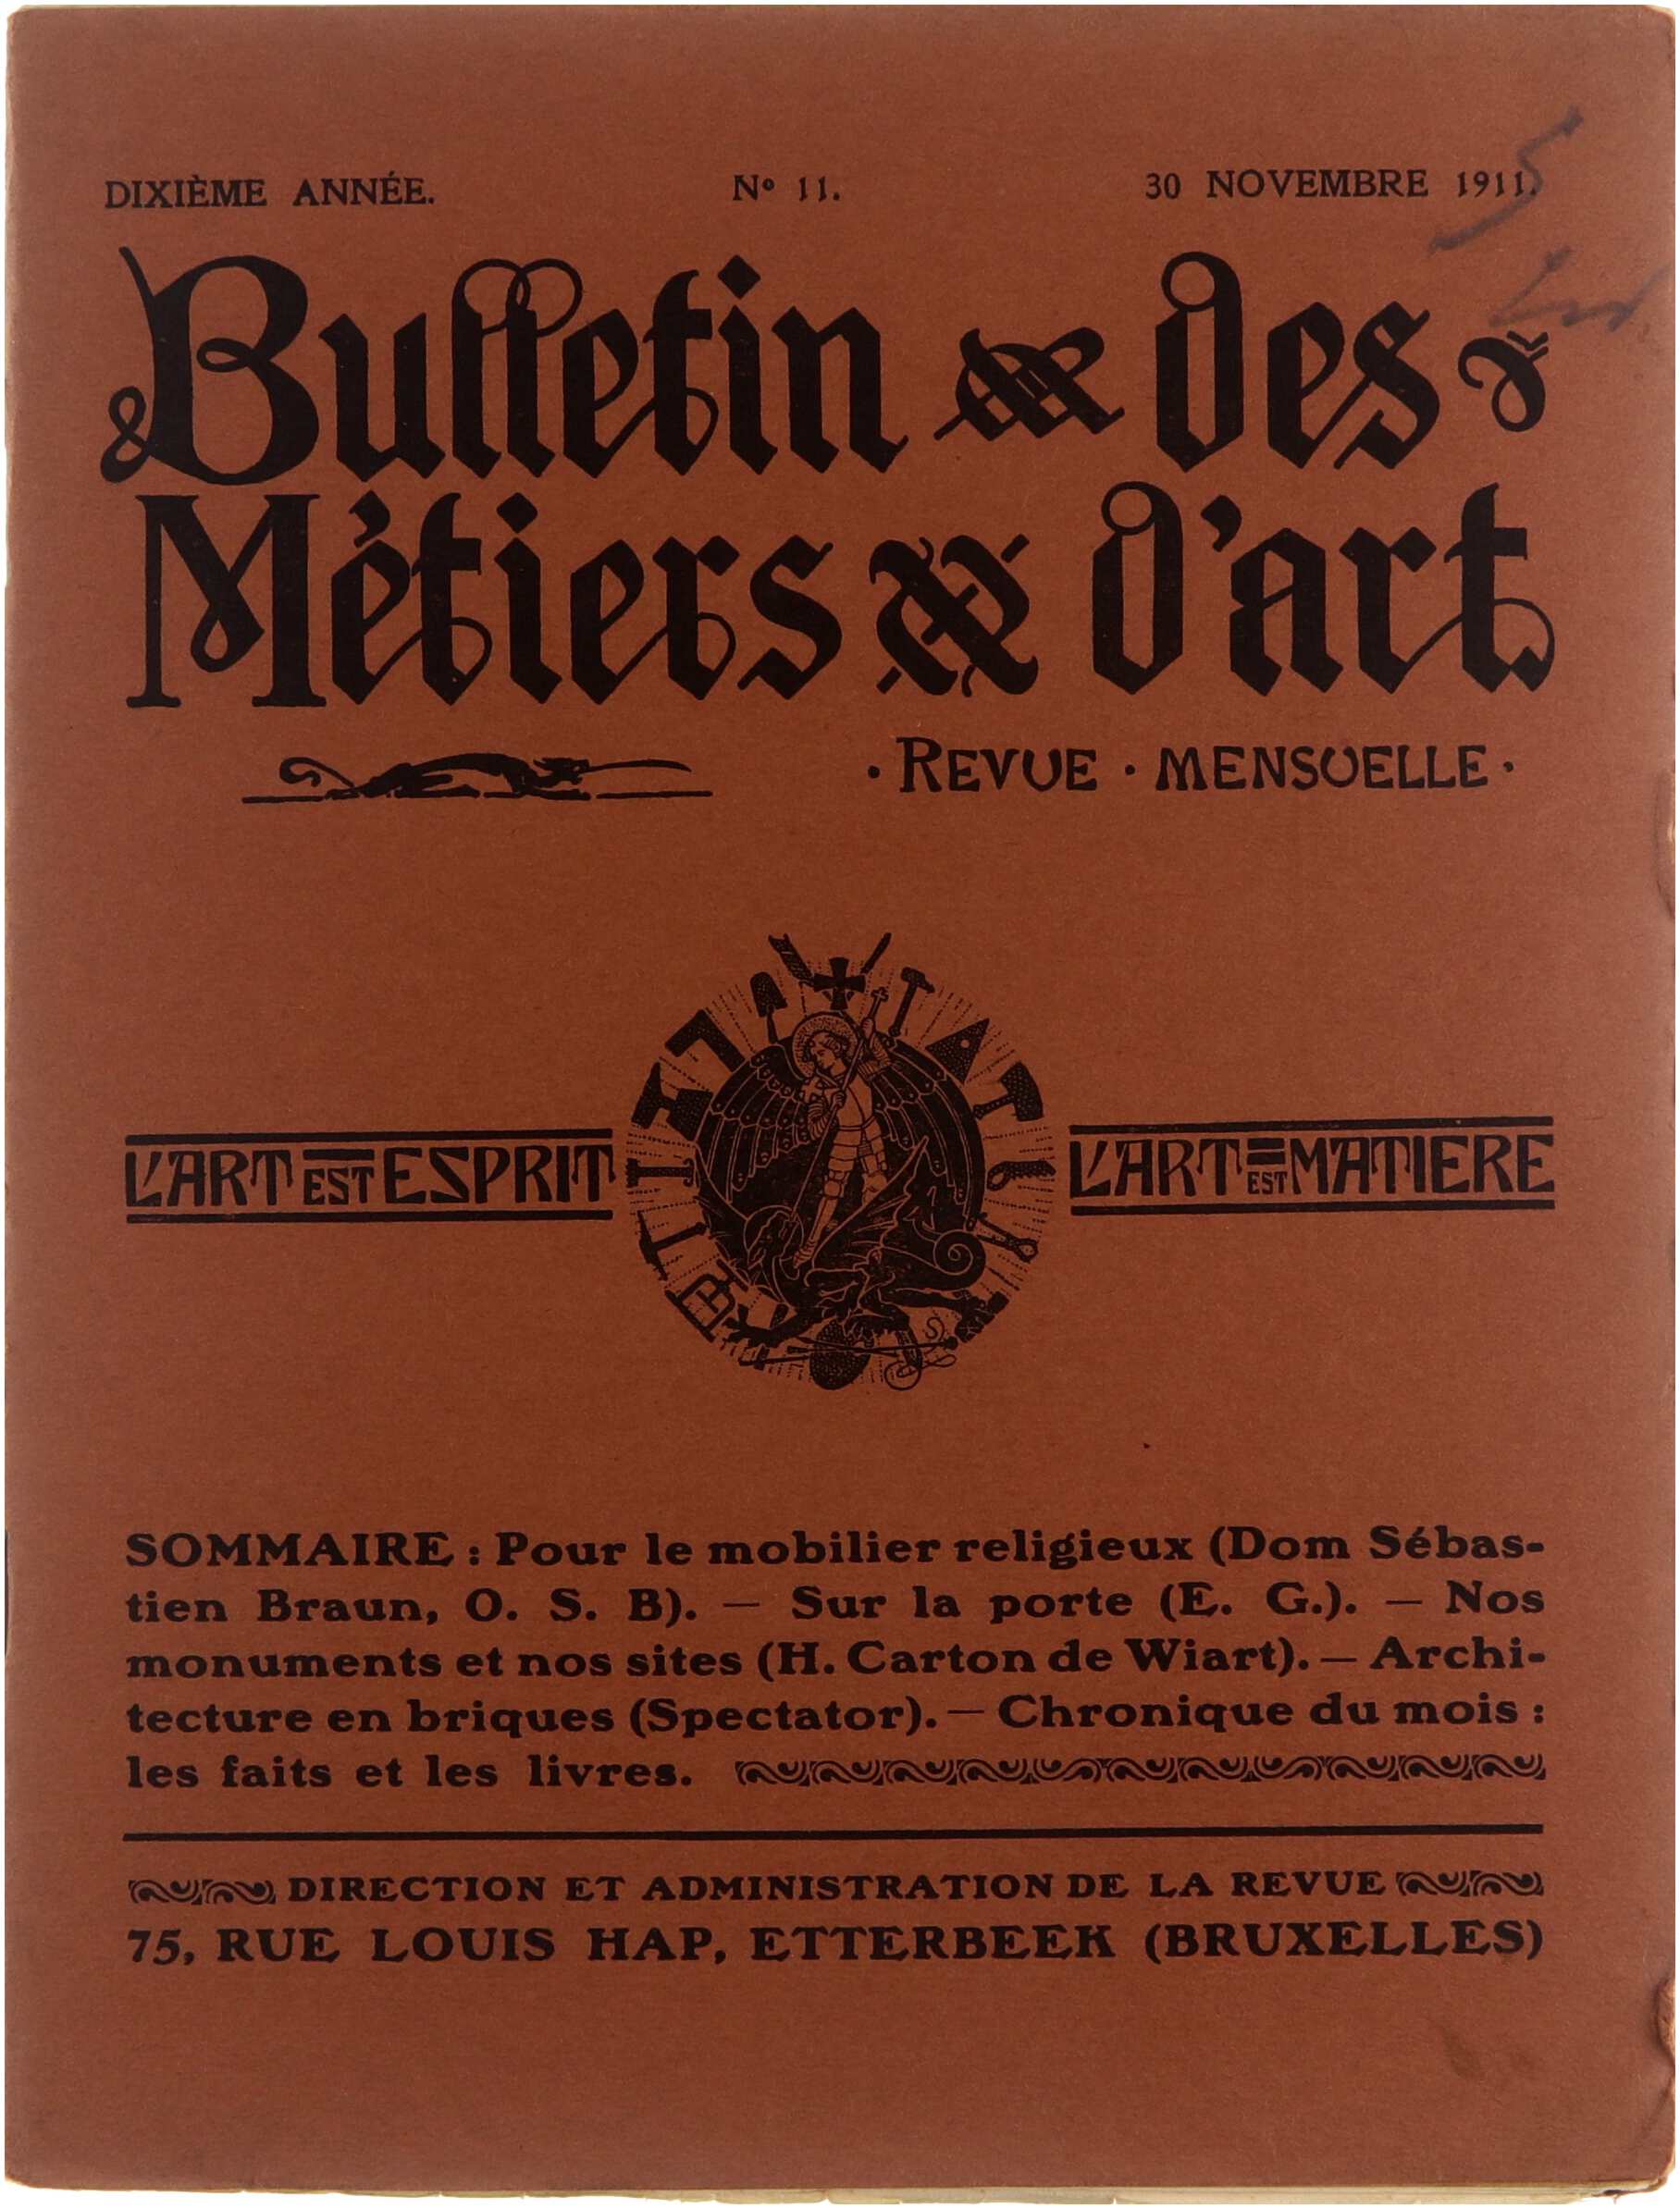 DIXIÈME ANNÉE. Nº 11. 30 NOVEMBRE 1911.
5
Bulletin des
Métiers d'art
· REVUE · MENSUELLE ·
L'ART EST ESPRIT L'ART EST MATIERE
SOMMAIRE : Pour le mobilier religieux (Dom Sébas-
tien Braun, O. S. B). — Sur la porte (E. G.). — Nos
monuments et nos sites (H. Carton de Wiart). — Archi-
tecture en briques (Spectator). — Chronique du mois :
les faits et les livres.
DIRECTION ET ADMINISTRATION DE LA REVUE
75, RUE LOUIS HAP, ETTERBEEK (BRUXELLES)